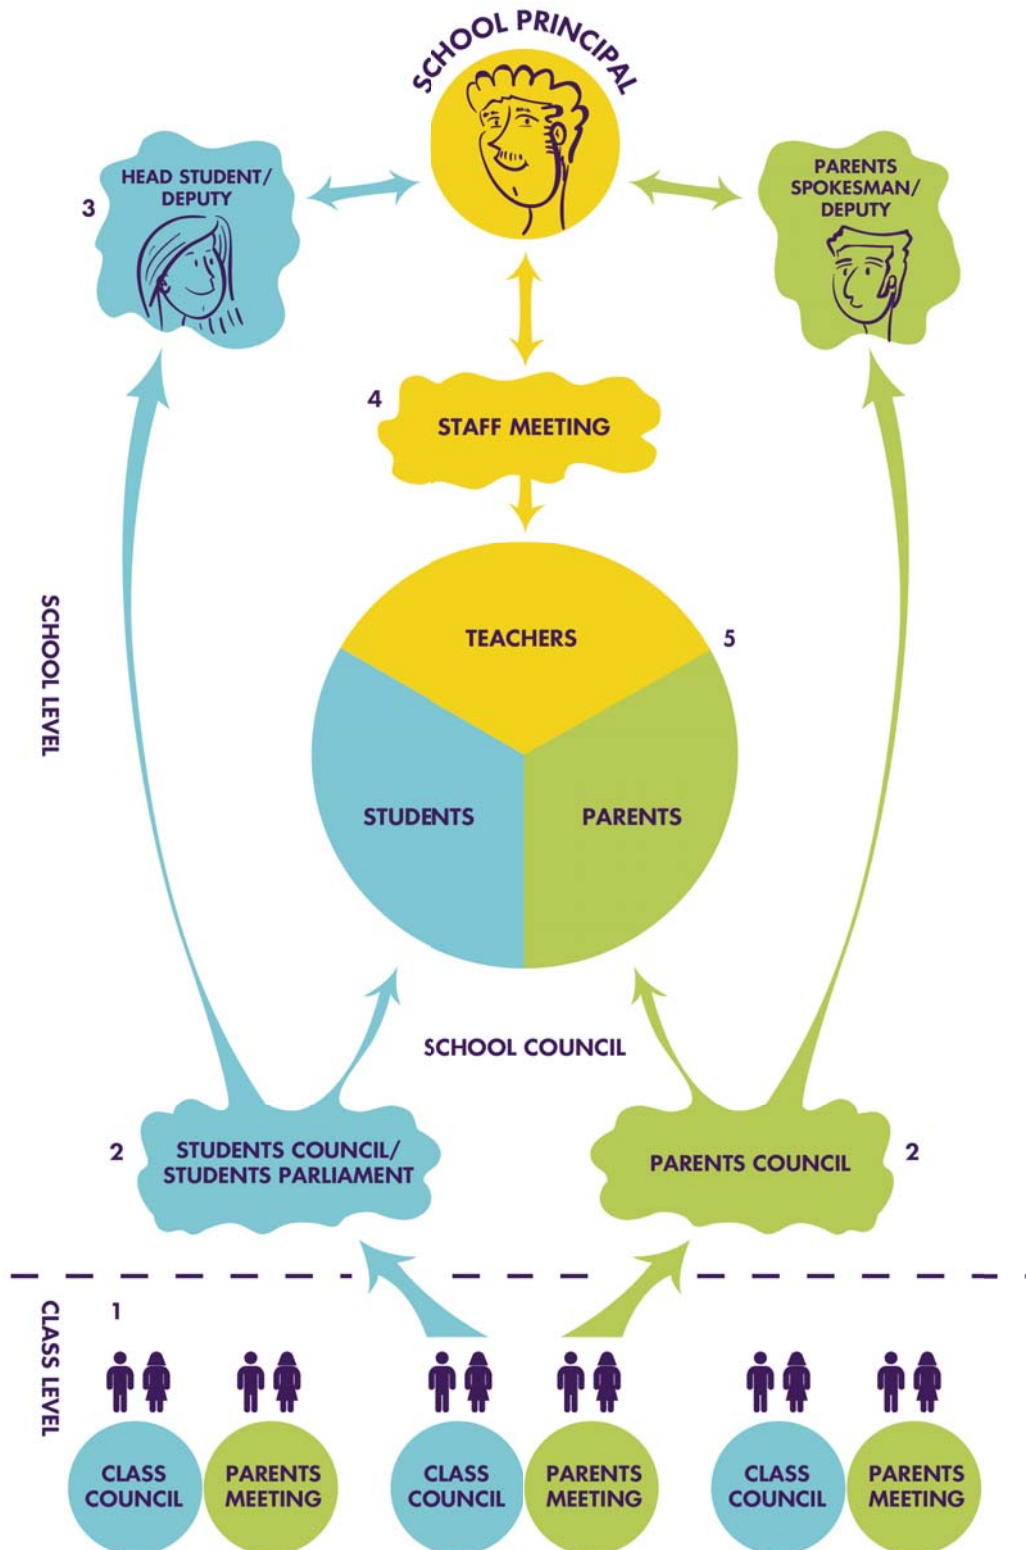 SCHOOL PRINCIPAL
HEAD STUDENT/
DEPUTY
3
PARENTS
SPOKESMAN/
DEPUTY
4
STAFF MEETING
SCHOOL LEVEL
TEACHERS
5
STUDENTS
PARENTS
SCHOOL COUNCIL
2
STUDENTS COUNCIL/
STUDENTS PARLIAMENT
PARENTS COUNCIL
2
CLASS LEVEL
1
CLASS
COUNCIL
PARENTS
MEETING
CLASS
COUNCIL
PARENTS
MEETING
CLASS
COUNCIL
PARENTS
MEETING